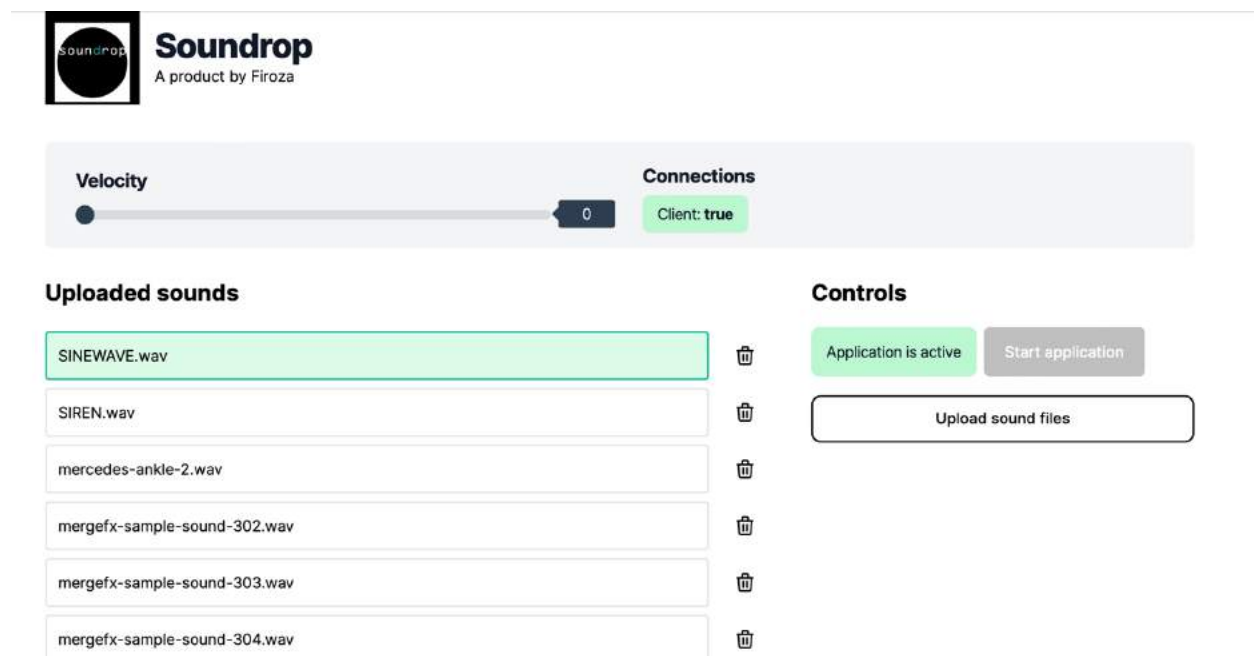 soundrop
Soundrop
A product by Firoza
Velocity
0
Connections
Client: true
Uploaded sounds
SINEWAVE.wav
SIREN.wav
mercedes-ankle-2.wav
mergefx-sample-sound-302.wav
mergefx-sample-sound-303.wav
mergefx-sample-sound-304.wav
Controls
Application is active
Start application
Upload sound files